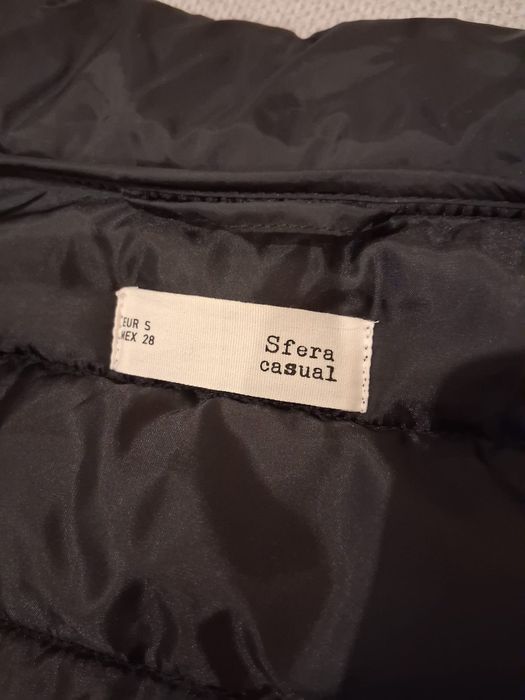 EUR S
MEX 28
Sfera
casual